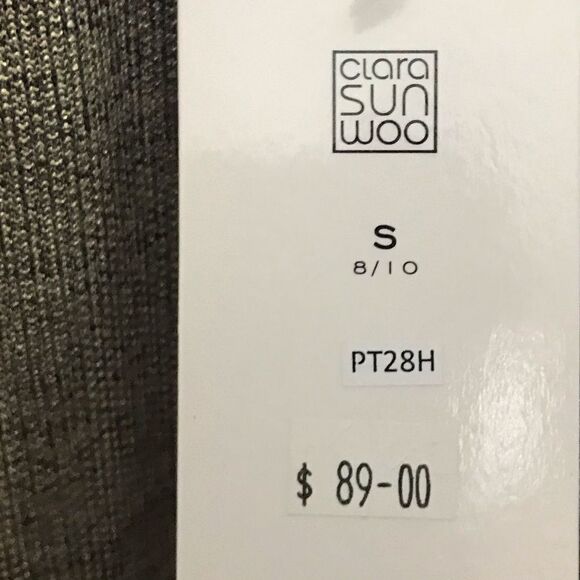 clara
SUN
WOO
S
8/10
PT28H
$ 89-00